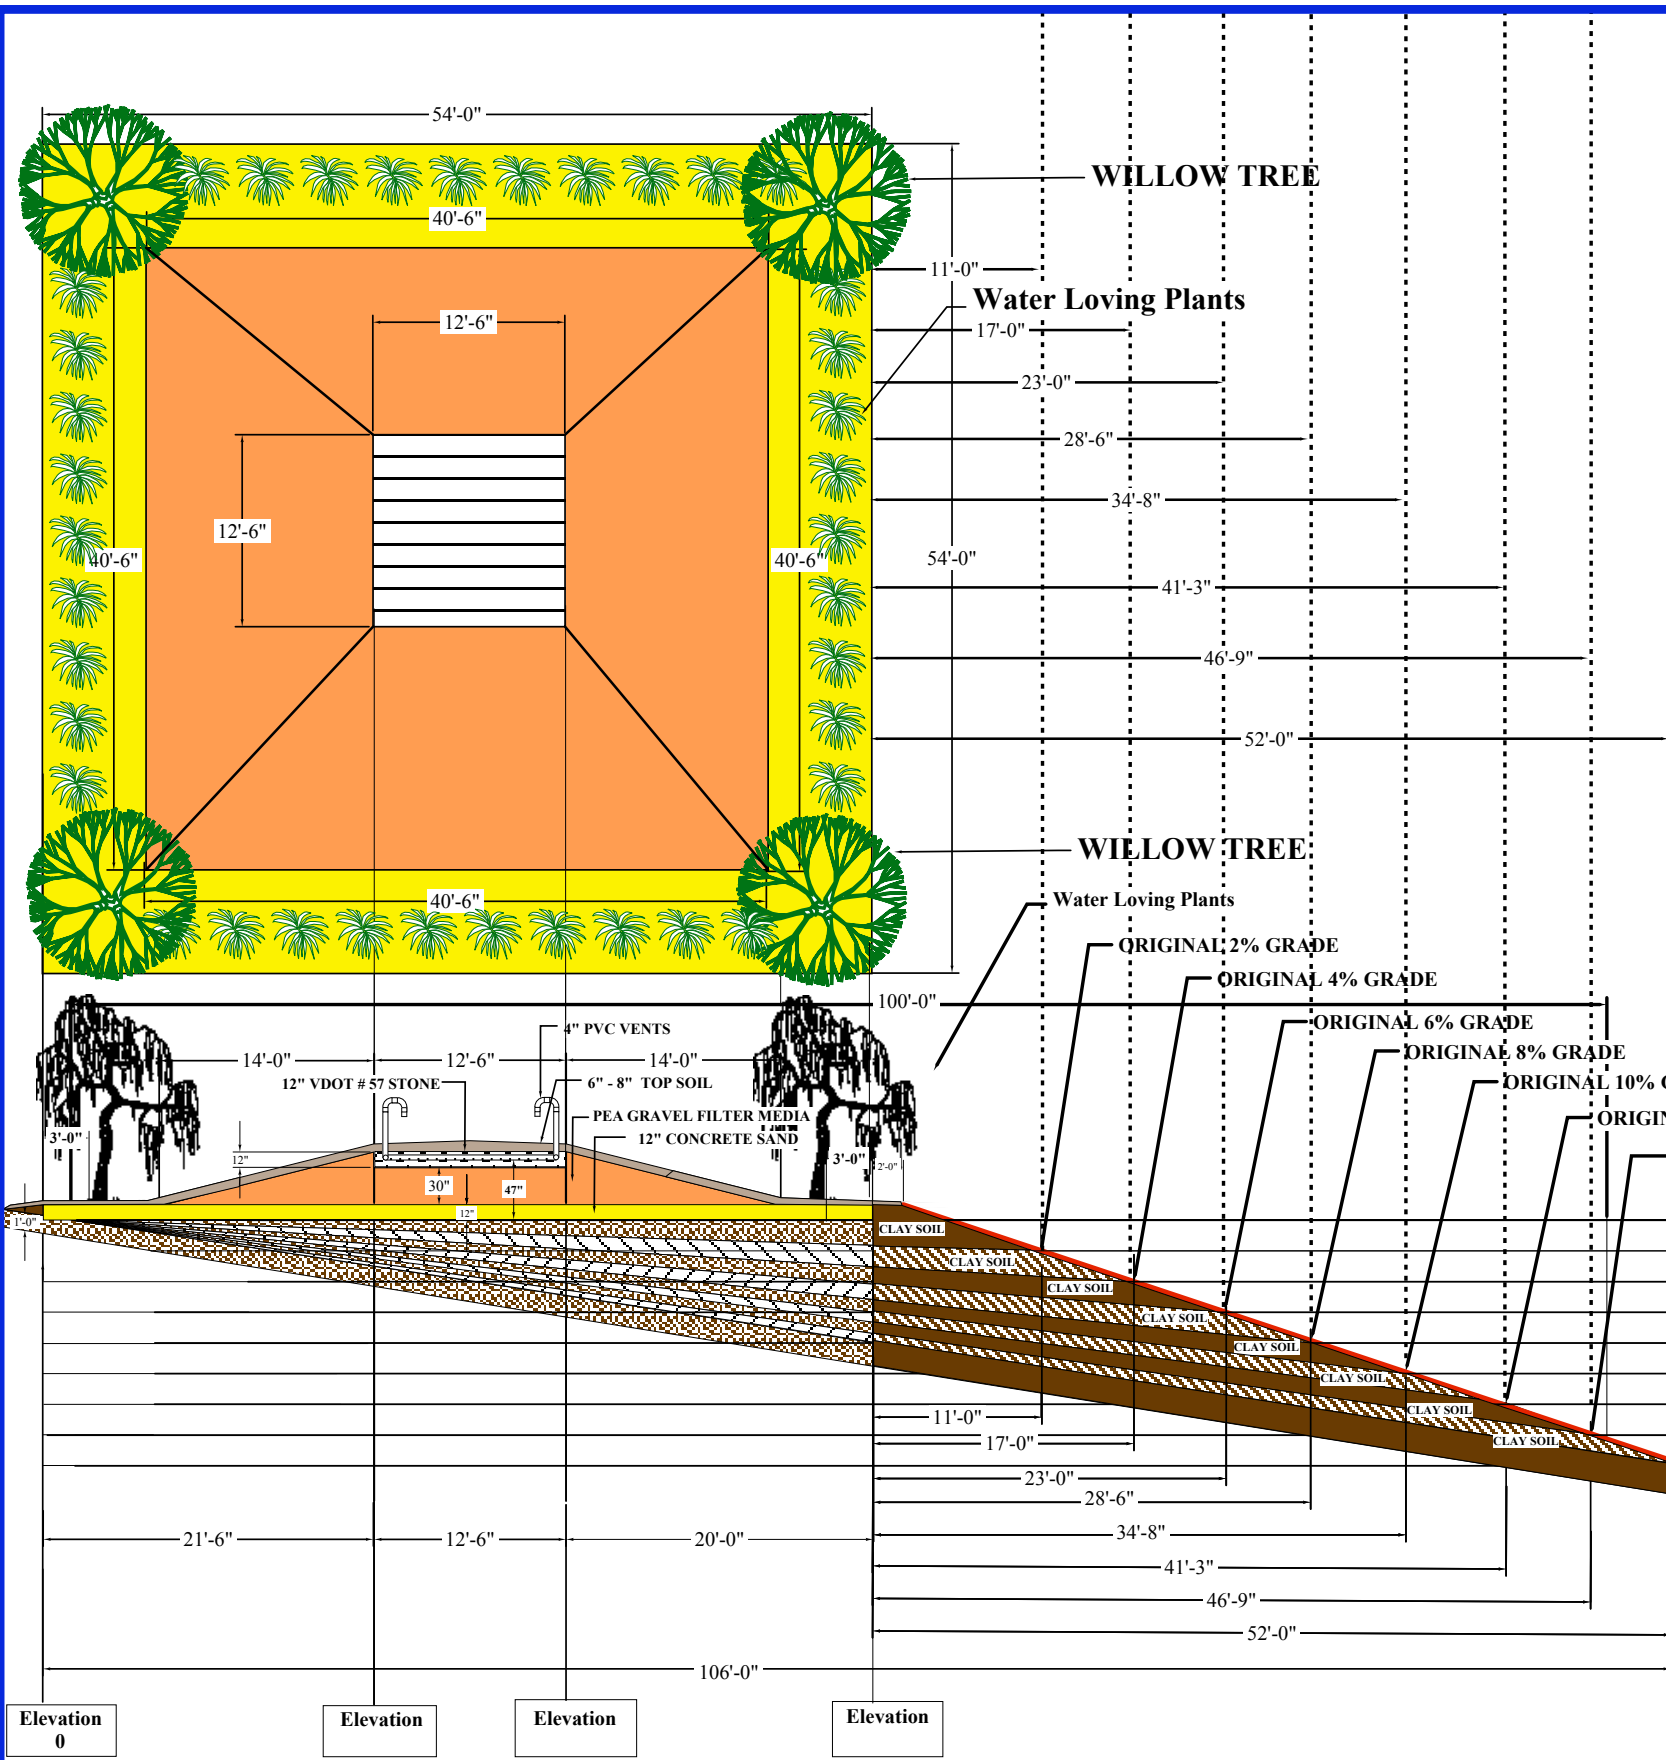 54'-0"
WILLOW TREE
40'-6"
11'-0"
Water Loving Plants
12'-6"
17'-0"
23'-0"
28'-6"
34'-8"
12'-6"
40'-6"
40'-6"
54'-0"
41'-3"
46'-9"
52'-0"
WILLOW TREE
40'-6"
Water Loving Plants
ORIGINAL 2% GRADE
ORIGINAL 4% GRADE
100'-0"
ORIGINAL 6% GRADE
4" PVC VENTS
ORIGINAL 8% GRADE
14'-0"
12'-6"
14'-0"
12" VDOT # 57 STONE
6" - 8" TOP SOIL
ORIGINAL 10% G
PEA GRAVEL FILTER MEDIA
ORIGIN
12" CONCRETE SAND
3'-0"
12"
3'-0"
2'-0"
30"
47"
12"
1'-0"
CLAY SOIL
CLAY SOIL
CLAY SOIL
CLAY SOIL
CLAY SOIL
CLAY SOIL
CLAY SOIL
CLAY SOIL
11'-0"
17'-0"
23'-0"
28'-6"
34'-8"
21'-6"
12'-6"
20'-0"
41'-3"
46'-9"
52'-0"
106'-0"
Elevation
0
Elevation
Elevation
Elevation